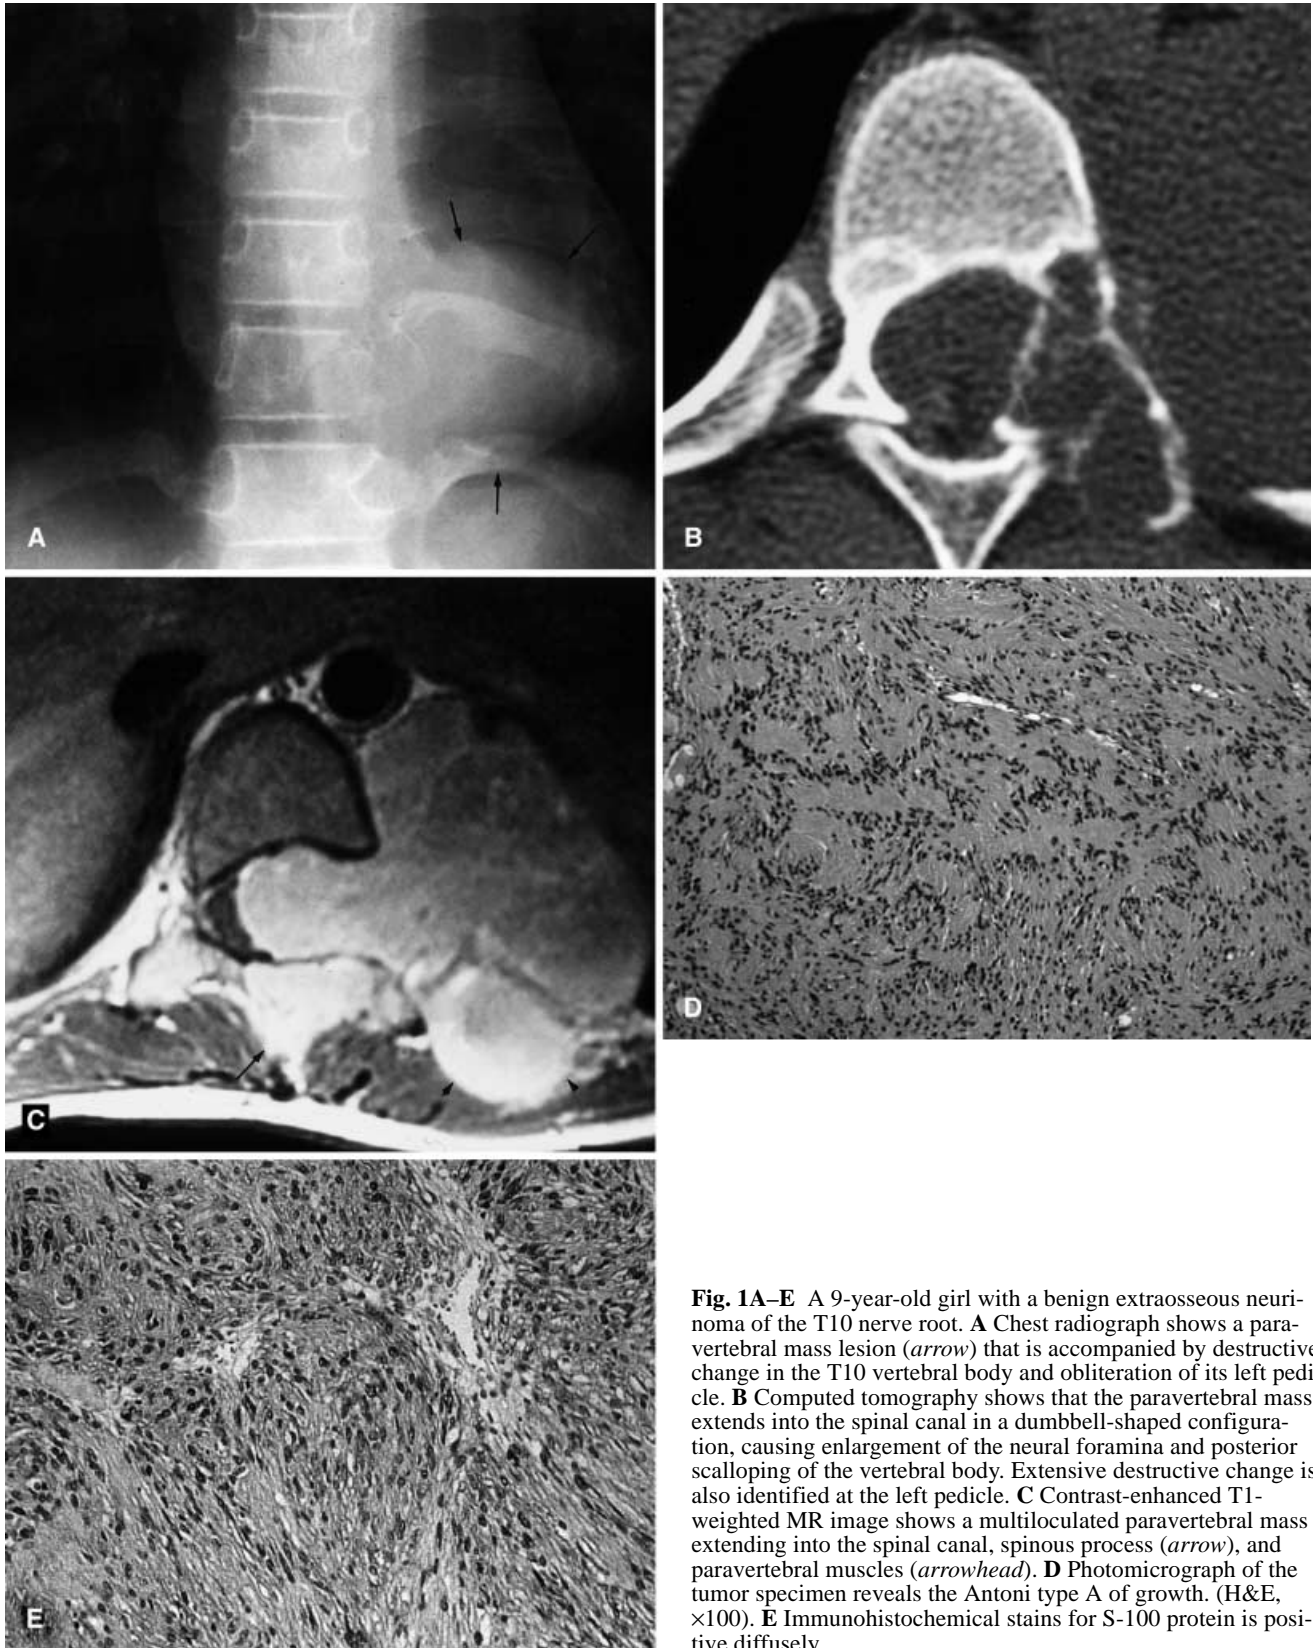 A
B
C
D
E
Fig. 1A–E A 9-year-old girl with a benign extraosseous neuri-
noma of the T10 nerve root. A Chest radiograph shows a para-
vertebral mass lesion (arrow) that is accompanied by destructive
change in the T10 vertebral body and obliteration of its left pedi
cle. B Computed tomography shows that the paravertebral mass
extends into the spinal canal in a dumbbell-shaped configura-
tion, causing enlargement of the neural foramina and posterior
scalloping of the vertebral body. Extensive destructive change is
also identified at the left pedicle. C Contrast-enhanced T1-
weighted MR image shows a multiloculated paravertebral mass
extending into the spinal canal, spinous process (arrow), and
paravertebral muscles (arrowhead). D Photomicrograph of the
tumor specimen reveals the Antoni type A of growth. (H&E,
×100). E Immunohistochemical stains for S-100 protein is posi-
tive diffusely